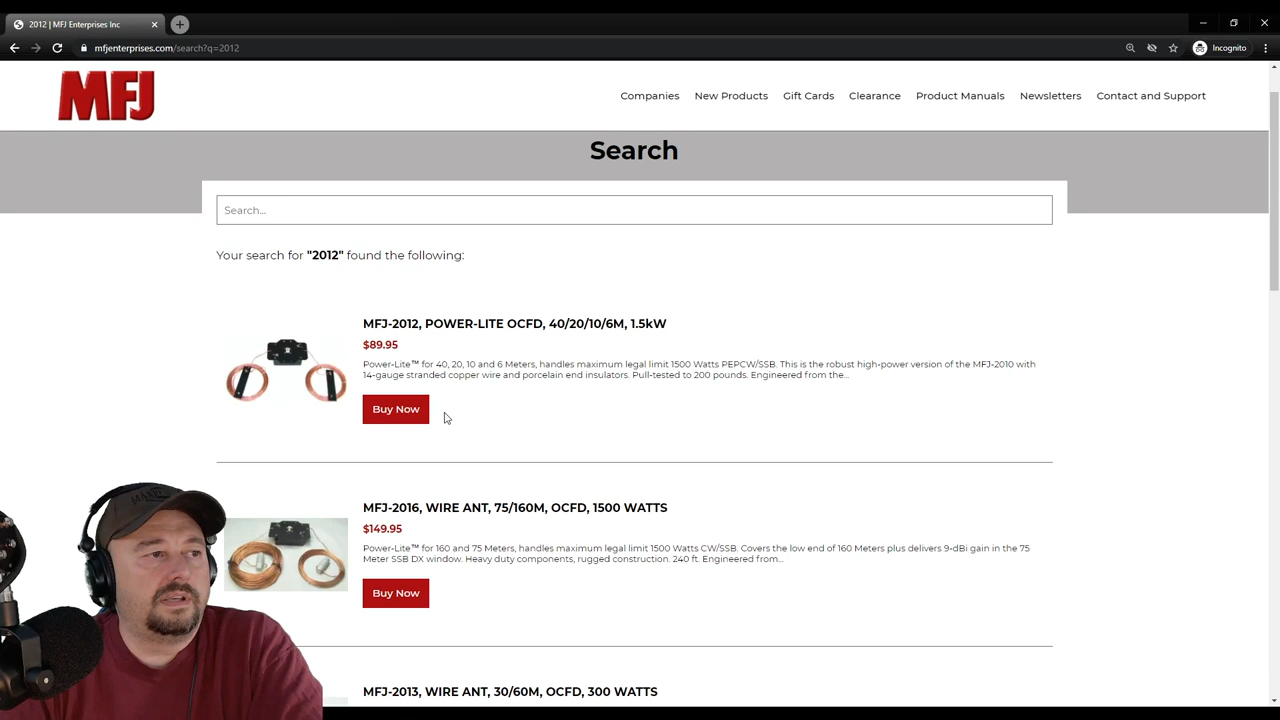 2012 | MFJ Enterprises Inc
mfjenterprises.com/search?q=2012
Incognito
MFJ
Companies New Products Gift Cards Clearance Product Manuals Newsletters Contact and Support
Search
Search...
Your search for "2012" found the following:
MFJ-2012, POWER-LITE OCFD, 40/20/10/6M, 1.5kW
$89.95
Power-Lite™ for 40, 20, 10 and 6 Meters, handles maximum legal limit 1500 Watts PEPCW/SSB. This is the robust high-power version of the MFJ-2010 with
14-gauge stranded copper wire and porcelain end insulators. Pull-tested to 200 pounds. Engineered from the...
Buy Now
MFJ-2016, WIRE ANT, 75/160M, OCFD, 1500 WATTS
$149.95
Power-Lite™ for 160 and 75 Meters, handles maximum legal limit 1500 Watts CW/SSB. Covers the low end of 160 Meters plus delivers 9-dBi gain in the 75
Meter SSB DX window. Heavy duty components, rugged construction. 240 ft. Engineered from...
Buy Now
MFJ-2013, WIRE ANT, 30/60M, OCFD, 300 WATTS